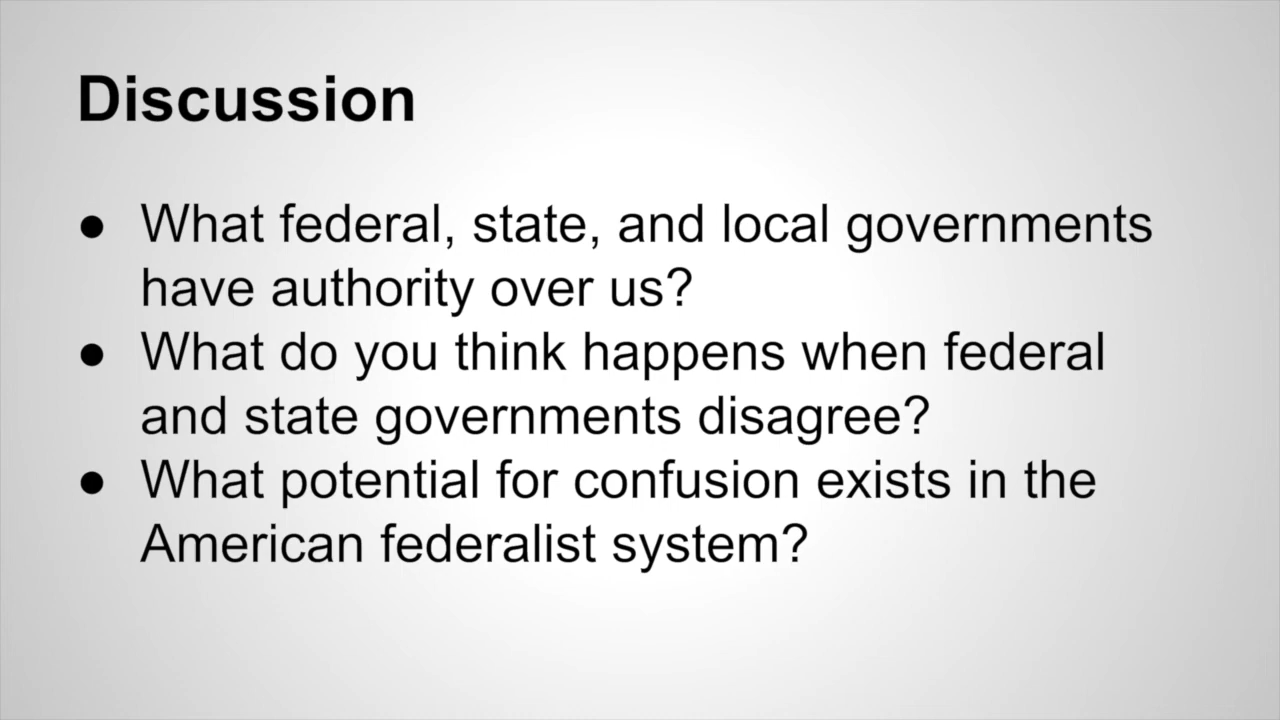 Discussion
● What federal, state, and local governments
have authority over us?
● What do you think happens when federal
and state governments disagree?
● What potential for confusion exists in the
American federalist system?